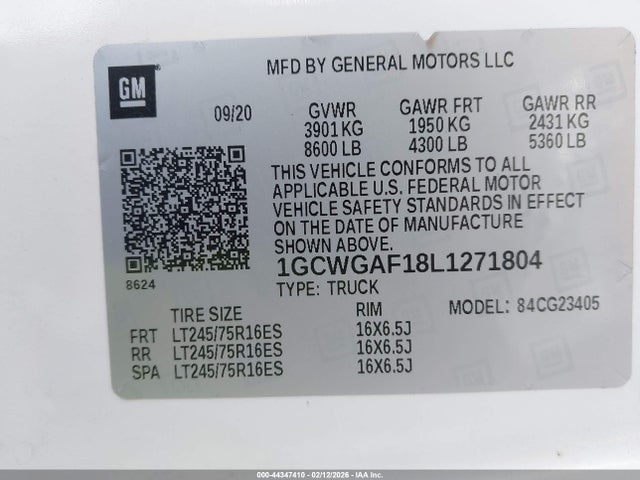 GM
MFD BY GENERAL MOTORS LLC
09/20
GVWR GAWR FRT GAWR RR
3901 KG 1950 KG 2431 KG
8600 LB 4300 LB 5360 LB
THIS VEHICLE CONFORMS TO ALL
APPLICABLE U.S. FEDERAL MOTOR
VEHICLE SAFETY STANDARDS IN EFFECT
ON THE DATE OF MANUFACTURE
SHOWN ABOVE.
1GCWGAF18L1271804
8624
TYPE: TRUCK
TIRE SIZE RIM MODEL: 84CG23405
FRT LT245/75R16ES 16X6.5J
RR LT245/75R16ES 16X6.5J
SPA LT245/75R16ES 16X6.5J
000-44347410 - 02/12/2026 - IAA Inc.